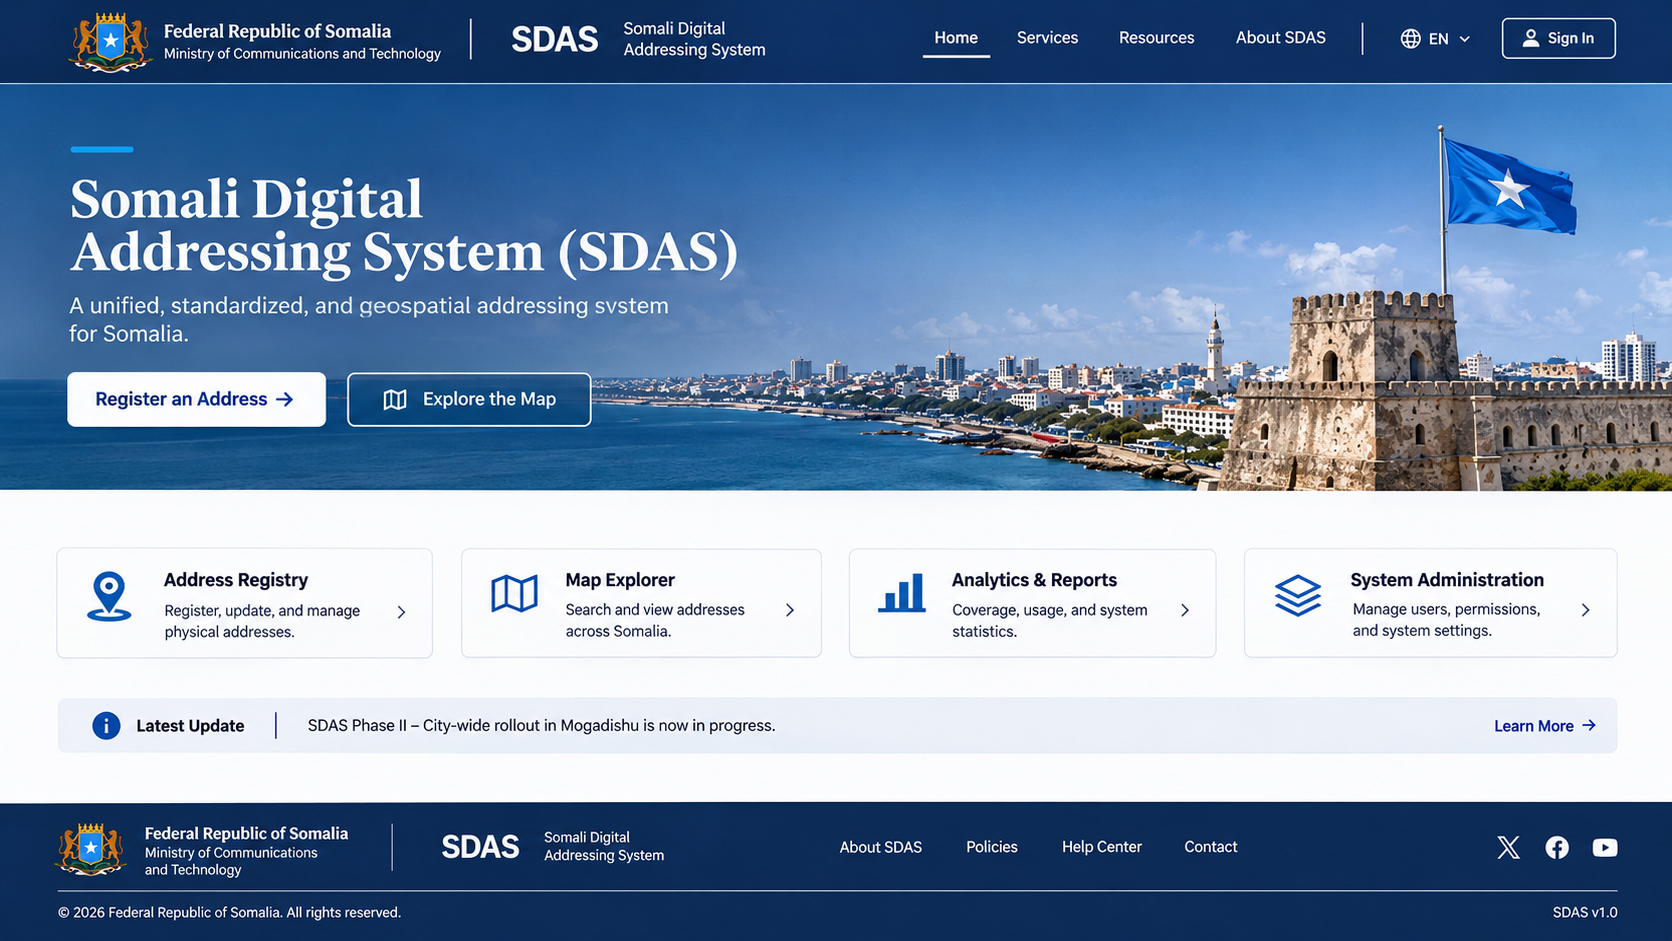 Federal Republic of Somalia
Ministry of Communications and Technology
SDAS
Somali Digital
Addressing System
Home
Services
Resources
About SDAS
EN
Sign In
Somali Digital
Addressing System (SDAS)
A unified, standardized, and geospatial addressing system
for Somalia.
Register an Address →
Explore the Map
Address Registry
Register, update, and manage
physical addresses.
Map Explorer
Search and view addresses
across Somalia.
Analytics & Reports
Coverage, usage, and system
statistics.
System Administration
Manage users, permissions,
and system settings.
Latest Update
SDAS Phase II – City-wide rollout in Mogadishu is now in progress.
Learn More →
Federal Republic of Somalia
Ministry of Communications
and Technology
SDAS
Somali Digital
Addressing System
About SDAS
Policies
Help Center
Contact
© 2026 Federal Republic of Somalia. All rights reserved.
SDAS v1.0